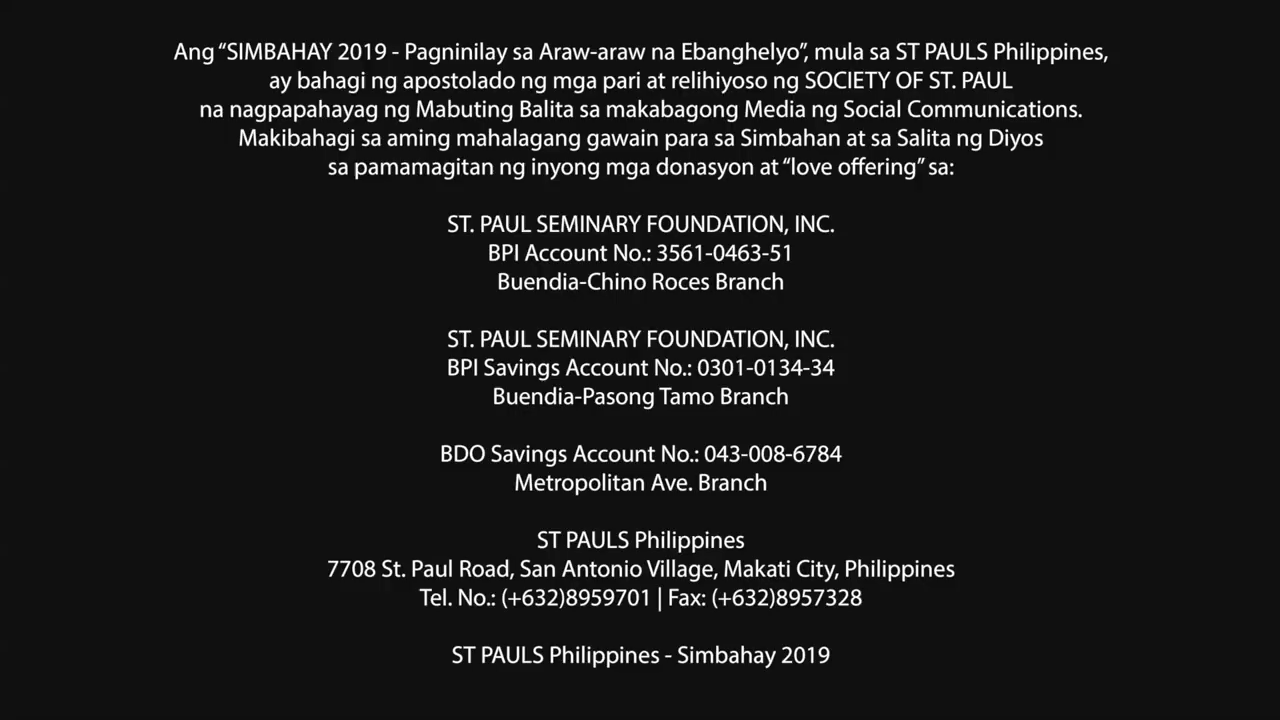 Ang “SIMBAHAY 2019 - Pagninilay sa Araw-araw na Ebanghelyo”, mula sa ST PAULS Philippines,
ay bahagi ng apostolado ng mga pari at relihiyoso ng SOCIETY OF ST. PAUL
na nagpapahayag ng Mabuting Balita sa makabagong Media ng Social Communications.
Makibahagi sa aming mahalagang gawain para sa Simbahan at sa Salita ng Diyos
sa pamamagitan ng inyong mga donasyon at “love offering” sa:
ST. PAUL SEMINARY FOUNDATION, INC.
BPI Account No.: 3561-0463-51
Buendia-Chino Roces Branch
ST. PAUL SEMINARY FOUNDATION, INC.
BPI Savings Account No.: 0301-0134-34
Buendia-Pasong Tamo Branch
BDO Savings Account No.: 043-008-6784
Metropolitan Ave. Branch
ST PAULS Philippines
7708 St. Paul Road, San Antonio Village, Makati City, Philippines
Tel. No.: (+632)8959701 | Fax: (+632)8957328
ST PAULS Philippines - Simbahay 2019